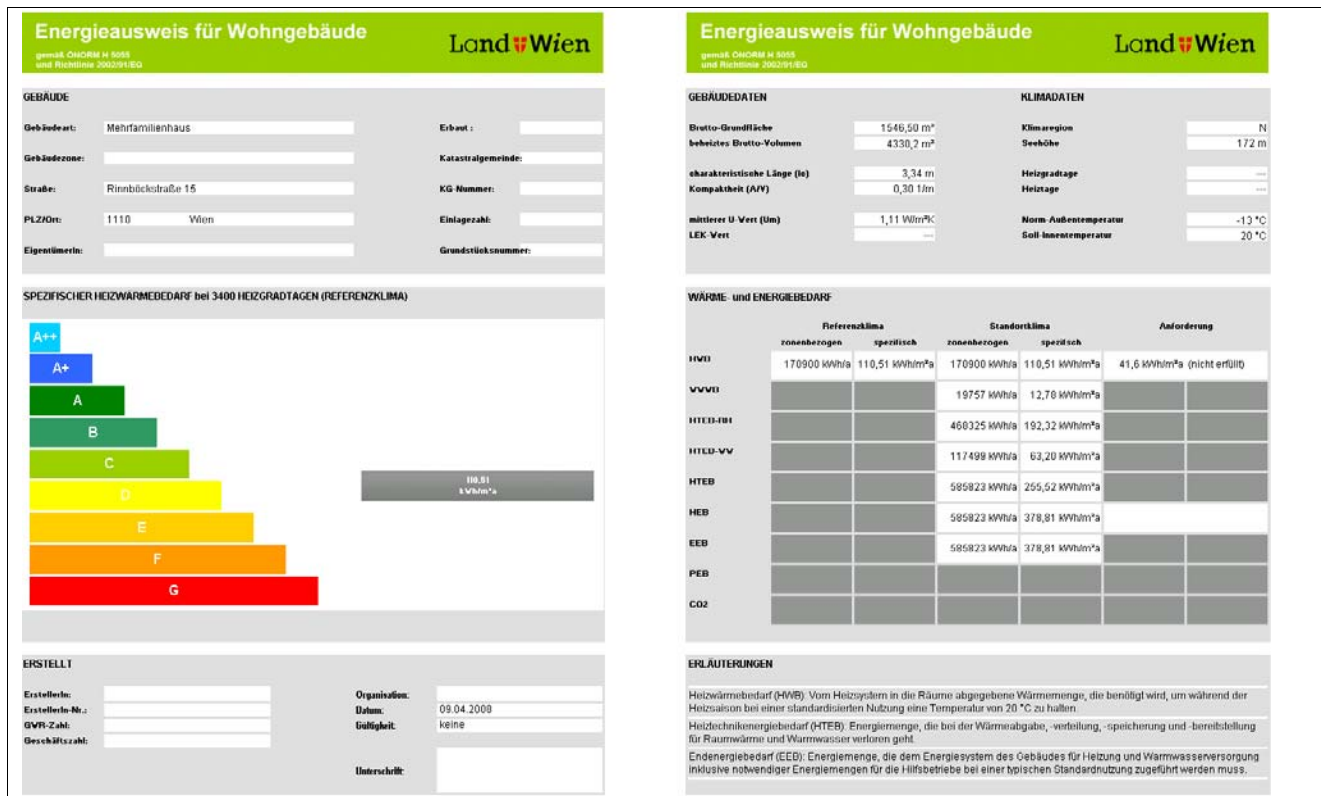 Energieausweis für Wohngebäude
gemäß ÖNORM H 5055
und Richtlinie 2002/91/EG
Land Wien
GEBÄUDE
Gebäudeart: Mehrfamilienhaus Erbaut :
Gebäudezone: Katastralgemeinde:
Straße: Rinnböckstraße 15 KG-Nummer:
PLZ/Ort: 1110 Wien Einlagezahl:
EigentümerIn: Grundstücksnummer:
SPEZIFISCHER HEIZWÄRMEBEDARF bei 3400 HEIZGRADTAGEN (REFERENZKLIMA)
A++
A+
A
B
C
110,51
kWh/m²a
D
E
F
G
ERSTELLT
ErstellerIn: Organisation:
ErstellerIn-Nr.: Datum: 09.04.2008
GWR-Zahl: Gültigkeit: keine
Geschäftszahl:
Unterschrift:
Energieausweis für Wohngebäude
gemäß ÖNORM H 5055
und Richtlinie 2002/91/EG
Land Wien
GEBÄUDEDATEN KLIMADATEN
Brutto-Grundfläche 1546,50 m² Klimaregion N
beheiztes Brutto-Volumen 4330,2 m³ Seehöhe 172 m
charakteristische Länge (lc) 3,34 m Heizgradtage ---
Kompaktheit (A/V) 0,30 1/m Heiztage ---
mittlerer U-Wert (Um) 1,11 W/m²K Norm-Außentemperatur -13 °C
LEK-Wert --- Soll-Innentemperatur 20 °C
WÄRME- und ENERGIEBEDARF
Referenzklima Standortklima Anforderung
zonenbezogen spezifisch zonenbezogen spezifisch
HWB 170900 kWh/a 110,51 kWh/m²a 170900 kWh/a 110,51 kWh/m²a 41,6 kWh/m²a (nicht erfüllt)
WWWB 19757 kWh/a 12,78 kWh/m²a
HTEB-RH 468325 kWh/a 192,32 kWh/m²a
HTEB-WW 117499 kWh/a 63,20 kWh/m²a
HTEB 585823 kWh/a 255,52 kWh/m²a
HEB 585823 kWh/a 378,81 kWh/m²a
EEB 585823 kWh/a 378,81 kWh/m²a
PEB
CO2
ERLÄUTERUNGEN
Heizwärmebedarf (HWB): Vom Heizsystem in die Räume abgegebene Wärmemenge, die benötigt wird, um während der
Heizsaison bei einer standardisierten Nutzung eine Temperatur von 20 °C zu halten.
Heiztechnikenergiebedarf (HTEB): Energiemenge, die bei der Wärmeabgabe, -verteilung, -speicherung und -bereitstellung
für Raumwärme und Warmwasser verloren geht.
Endenergiebedarf (EEB): Energiemenge, die dem Energiesystem des Gebäudes für Heizung und Warmwasserversorgung
inklusive notwendiger Energiemengen für die Hilfsbetriebe bei einer typischen Standardnutzung zugeführt werden muss.